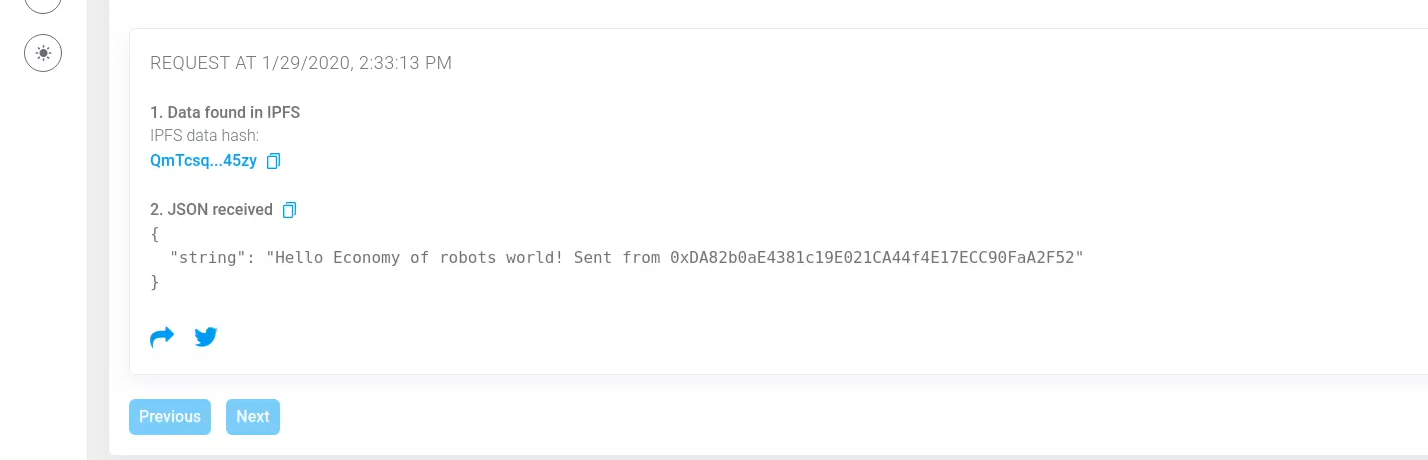 REQUEST AT 1/29/2020, 2:33:13 PM
1. Data found in IPFS
IPFS data hash:
QmTcsq...45zy
2. JSON received
{
"string": "Hello Economy of robots world! Sent from 0xDA82b0aE4381c19E021CA44f4E17ECC90FaA2F52"
}
Previous Next